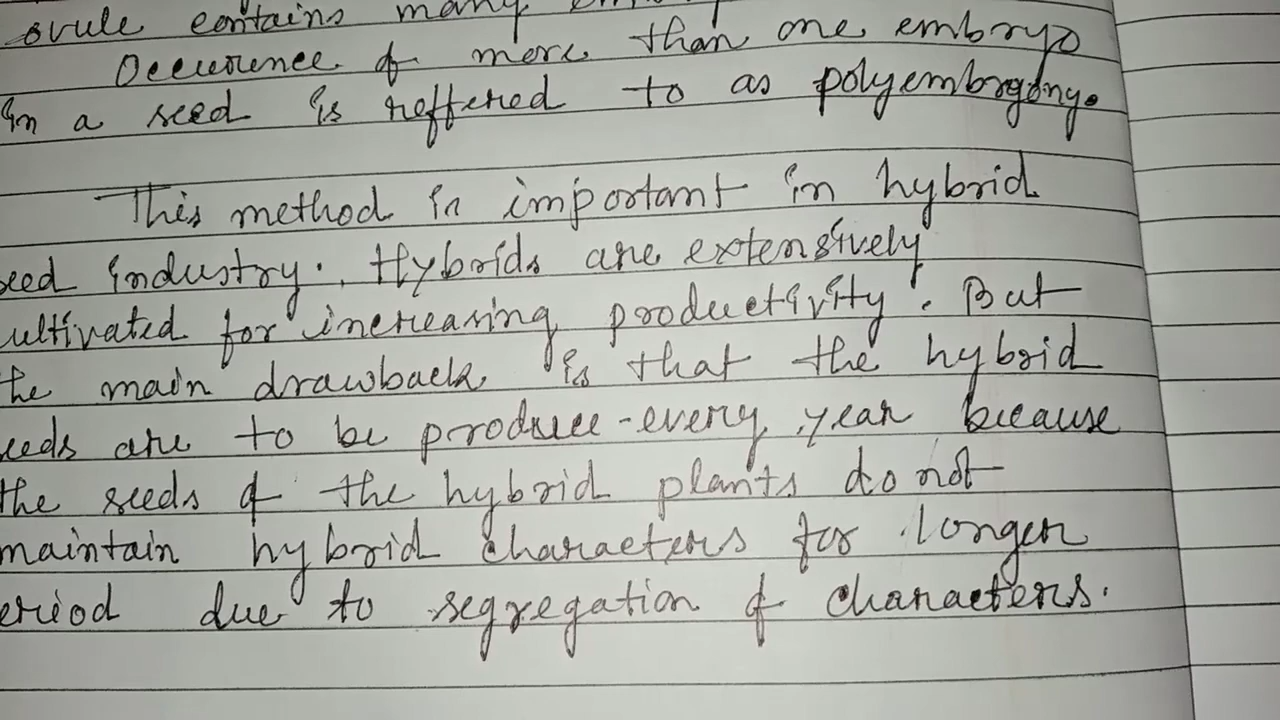 ovule contains many
Occurence of more than one embryo
in a seed is reffered to as polyembryony.
This method is important in hybrid
seed industry. Hybrids are extensively
cultivated for increasing productivity. But
the main drawback is that the hybrid
seeds are to be produce every year because
the seeds of the hybrid plants do not
maintain hybrid characters for longer
period due to segregation of characters.